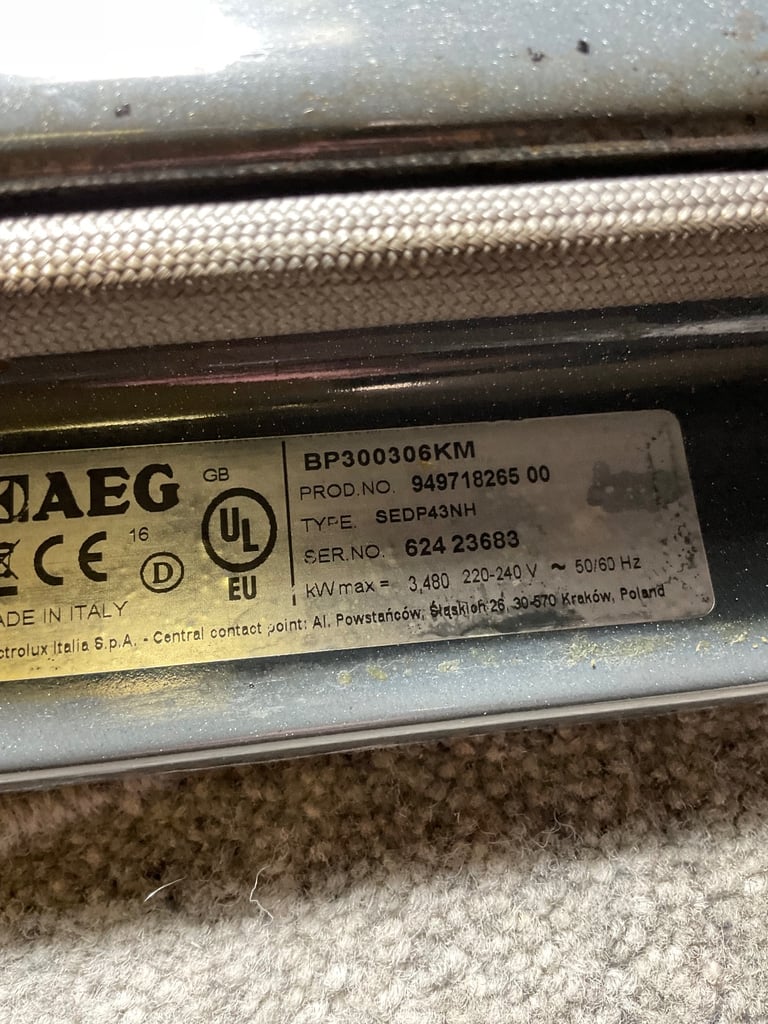 AEG
GB
16
CE
D
UL
EU
ADE IN ITALY
BP300306KM
PROD.NO. 949718265 00
TYPE. SEDP43NH
SER.NO. 624 23683
kW max = 3,480 220-240 V ~ 50/60 Hz
ctrolux Italia S.p.A. - Central contact point: Al. Powstańców, Śląskich 26, 30-570 Kraków, Poland